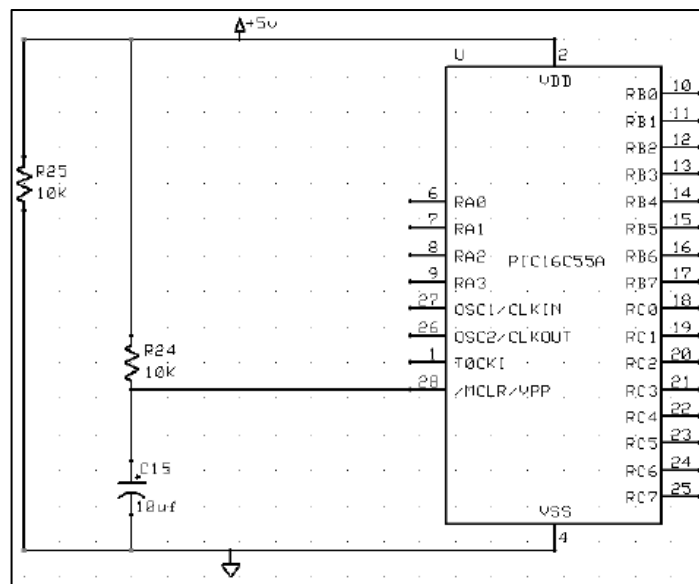 +5v
U
2
VDD
R25
10K
6 RA0
7 RA1
8 RA2
9 RA3
27 OSC1/CLKIN
26 OSC2/CLKOUT
1 T0CKI
28 /MCLR/VPP
PIC16C55A
RB0 10
RB1 11
RB2 12
RB3 13
RB4 14
RB5 15
RB6 16
RB7 17
RC0 18
RC1 19
RC2 20
RC3 21
RC4 22
RC5 23
RC6 24
RC7 25
R24
10K
C15
+
10uf
VSS
4